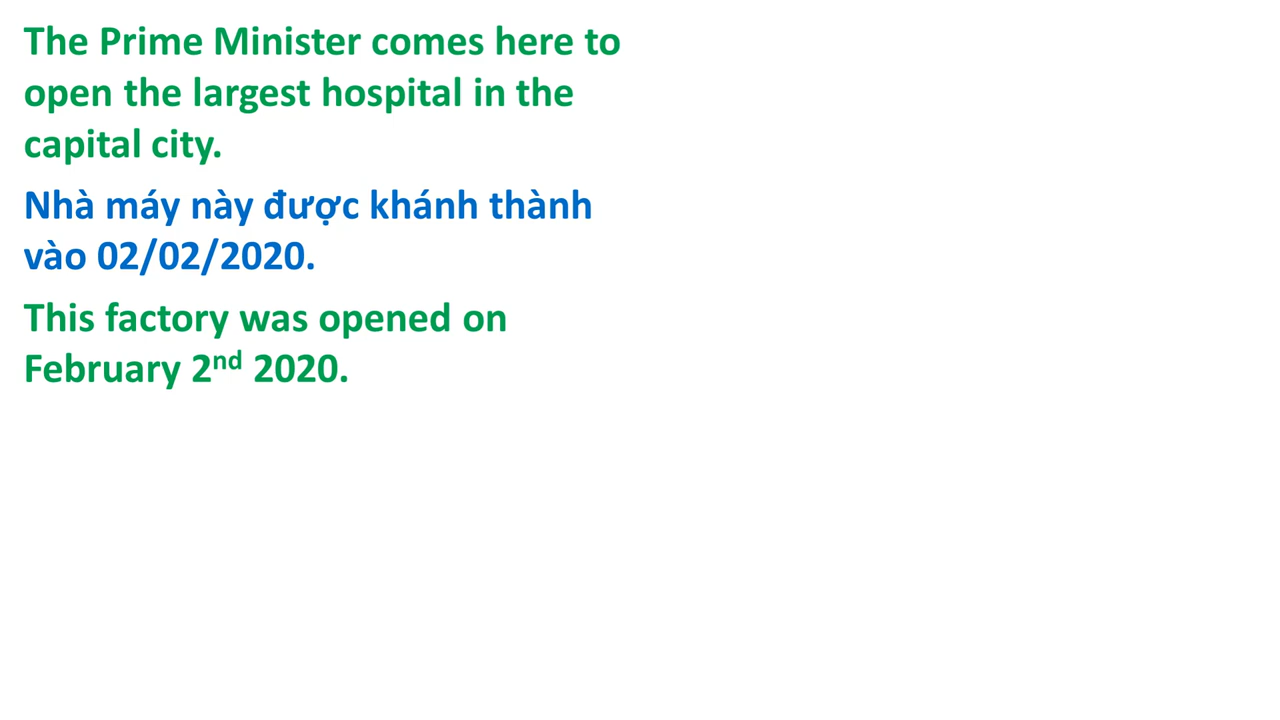 The Prime Minister comes here to
open the largest hospital in the
capital city.
Nhà máy này được khánh thành
vào 02/02/2020.
This factory was opened on
February 2nd 2020.